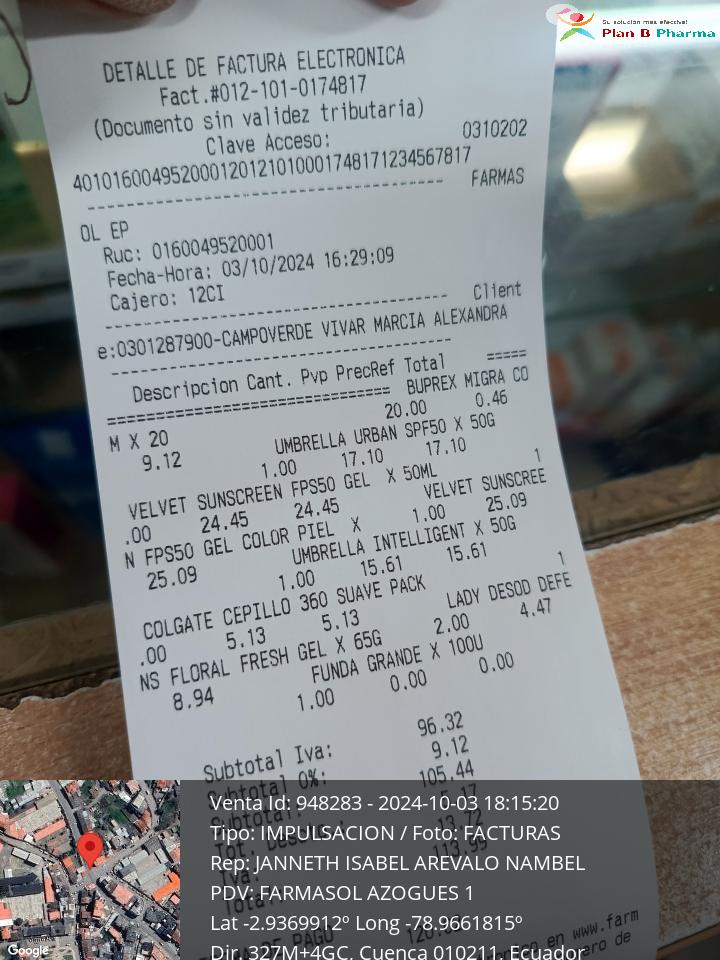 Su solución más efectiva!
Plan B Pharma
DETALLE DE FACTURA ELECTRONICA
Fact.#012-101-0174817
(Documento sin validez tributaria)
Clave Acceso: 0310202
401016004952000120121010001748171234567817
FARMAS
OL EP
Ruc: 0160049520001
Fecha-Hora: 03/10/2024 16:29:09
Cajero: 12CI
Client
e:0301287900-CAMPOVERDE VIVAR MARCIA ALEXANDRA
Descripcion Cant. Pvp PrecRef Total
BUPREX MIGRA CO
M X 20 20.00 0.46
9.12 UMBRELLA URBAN SPF50 X 50G
1.00 17.10 17.10
VELVET SUNSCREEN FPS50 GEL X 50ML 1
.00 24.45 24.45 VELVET SUNSCREE
N FPS50 GEL COLOR PIEL X 1.00 25.09
25.09 UMBRELLA INTELLIGENT X 50G
1.00 15.61 15.61
COLGATE CEPILLO 360 SUAVE PACK 1
.00 5.13 5.13 LADY DESOD DEFE
NS FLORAL FRESH GEL X 65G 2.00 4.47
8.94 FUNDA GRANDE X 100U
1.00 0.00 0.00
Subtotal Iva: 96.32
Subtotal 0%: 9.12
Subtotal: 105.44
Iva:
Venta Id: 948283 - 2024-10-03 18:15:20
Tipo: IMPULSACION / Foto: FACTURAS
Rep: JANNETH ISABEL AREVALO NAMBEL
PDV: FARMASOL AZOGUES 1
Lat -2.9369912º Long -78.9661815º
Dir. 327M+4GC, Cuenca 010211, Ecuador
Google
PAGO
en www.farm